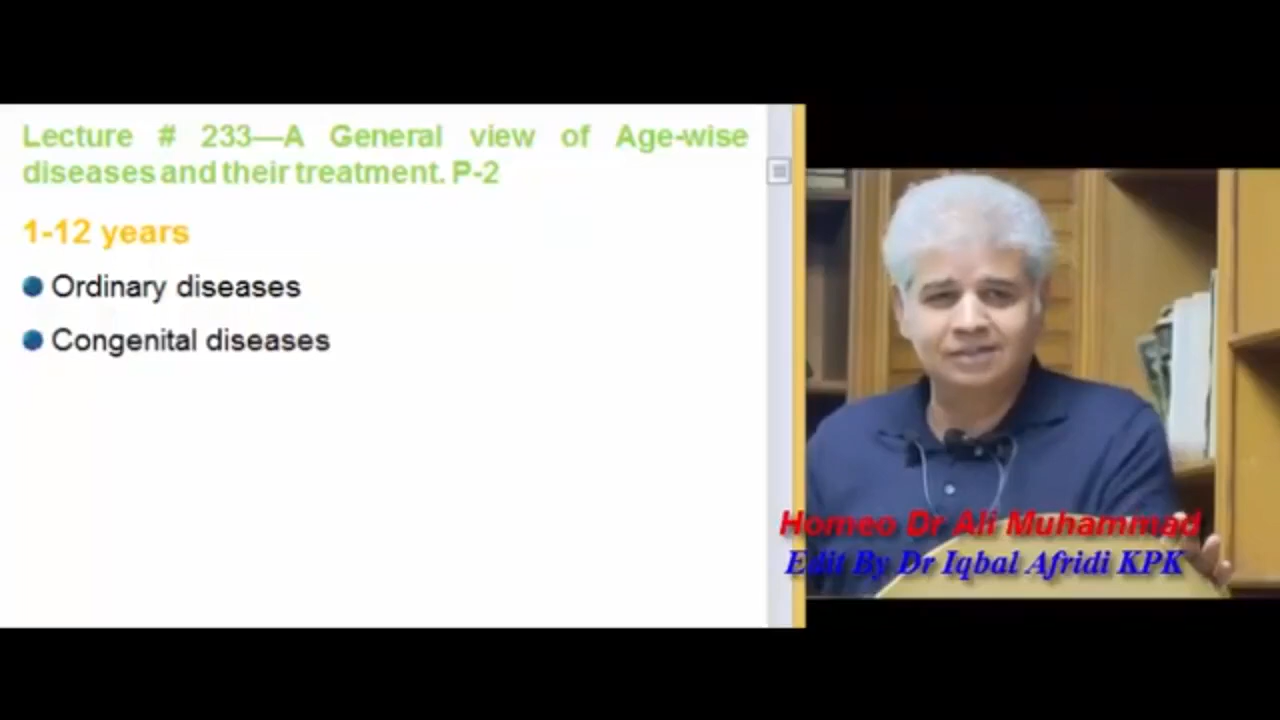 Lecture # 233—A General view of Age-wise
diseases and their treatment. P-2
1-12 years
Ordinary diseases
Congenital diseases
Homeo Dr Ali Muhammad
Edit By Dr Iqbal Afridi KPK